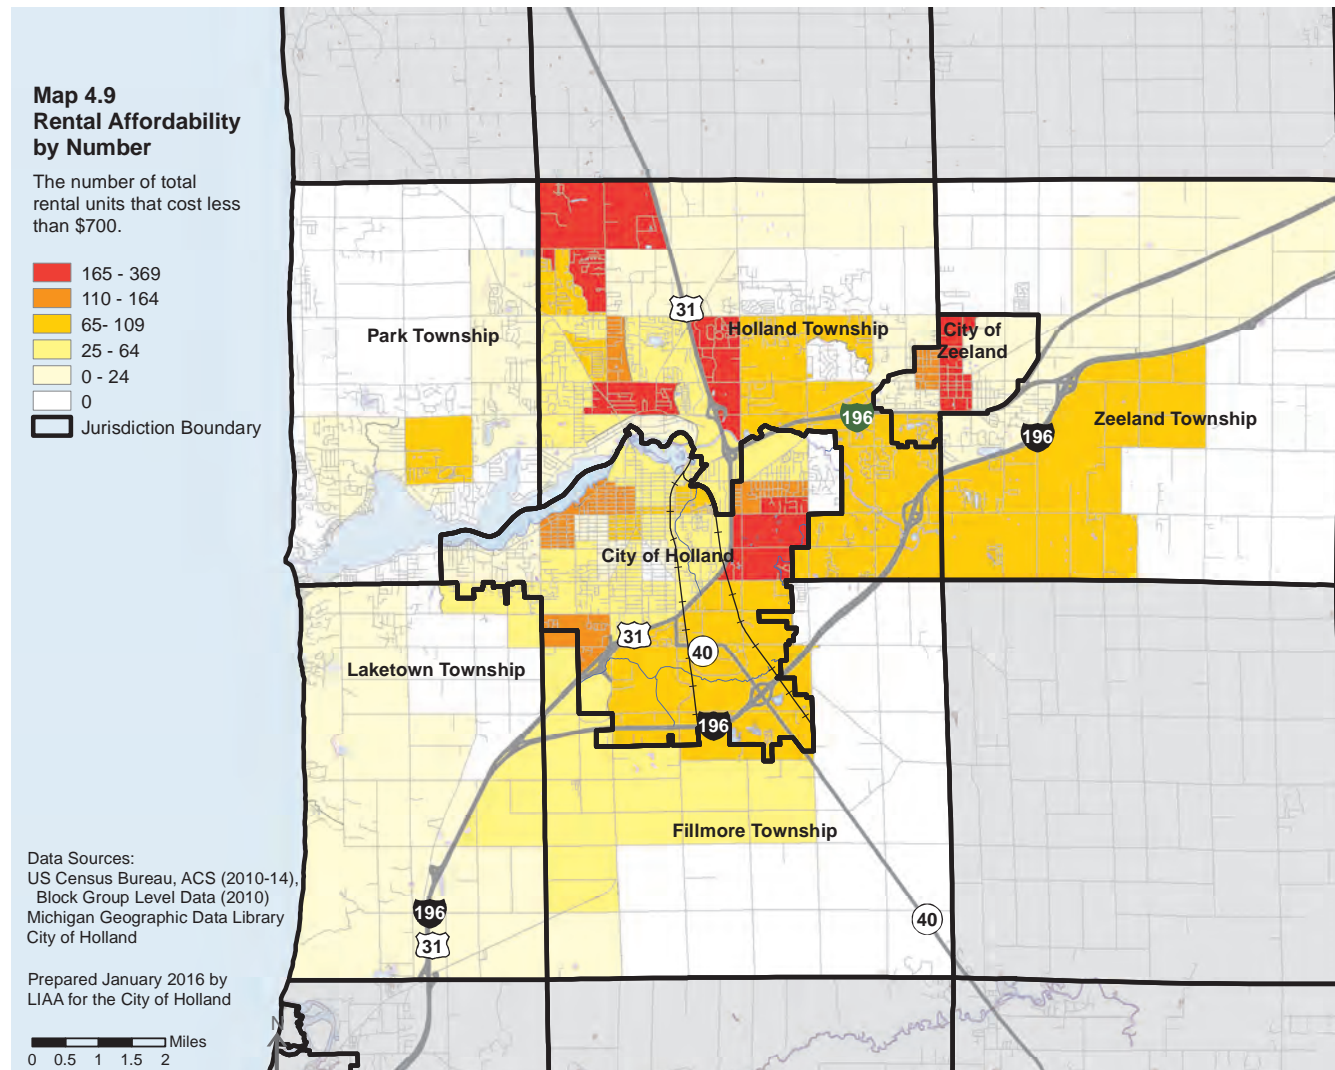 Map 4.9
Rental Affordability
by Number
The number of total
rental units that cost less
than $700.
165 - 369
110 - 164
65- 109
25 - 64
0 - 24
0
Jurisdiction Boundary
31
Holland Township
City of
Zeeland
Park Township
196
Zeeland Township
196
City of Holland
31
40
Laketown Township
196
Fillmore Township
196
31
40
Data Sources:
US Census Bureau, ACS (2010-14),
Block Group Level Data (2010)
Michigan Geographic Data Library
City of Holland
Prepared January 2016 by
LIAA for the City of Holland
N
Miles
0 0.5 1 1.5 2